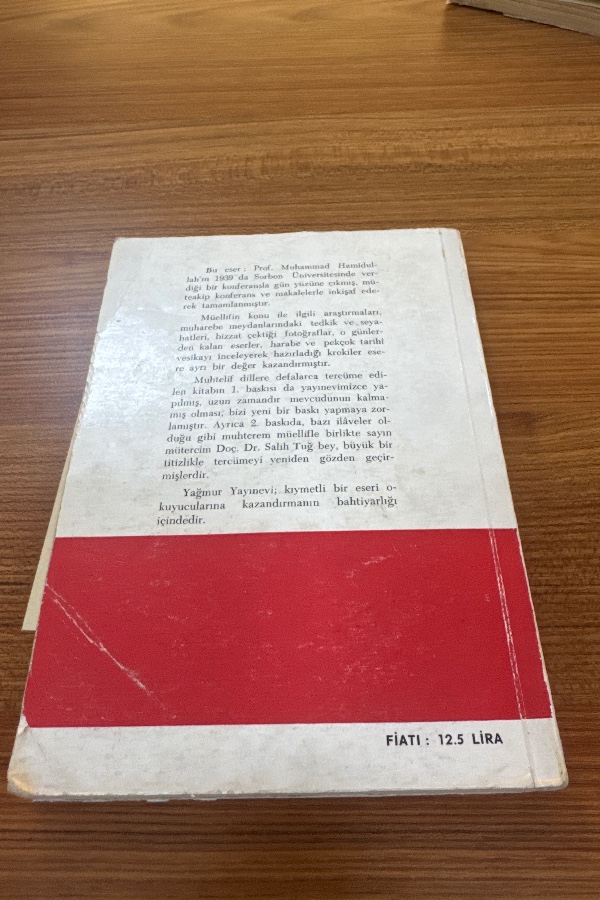 Bu eser : Prof. Muhammad Hamidul-
lah'ın 1939 da Sorbon Üniversitesinde ver-
diği bir konferansla gün yüzüne çıkmış, mü-
teakip konferans ve makalelerle inkişaf ede-
rek tamamlanmıştır.
Müellifin konu ile ilgili araştırmaları,
muharebe meydanlarındaki tedkik ve seya-
hatleri, bizzat çektiği fotoğraflar, o günler-
den kalan eserler, harabe ve pekçok tarihî
vesikayı inceleyerek hazırladığı krokiler ese-
re ayrı bir değer kazandırmıştır.
Muhtelif dillere defalarca tercüme edi-
len kitabın 1. baskısı da yayınevimizce ya-
pılmış, uzun zamandır mevcudunun kalma-
mış olması, bizi yeni bir baskı yapmaya zor-
lamıştır. Ayrıca 2. baskıda, bazı ilâveler ol-
duğu gibi muhterem müellifle birlikte sayın
mütercim Doç. Dr. Salih Tuğ bey, büyük bir
titizlikle tercümeyi yeniden gözden geçir-
mişlerdir.
Yağmur Yayınevi; kıymetli bir eseri o-
kuyucularına kazandırmanın bahtiyarlığı
içindedir.
FİATI : 12.5 LİRA